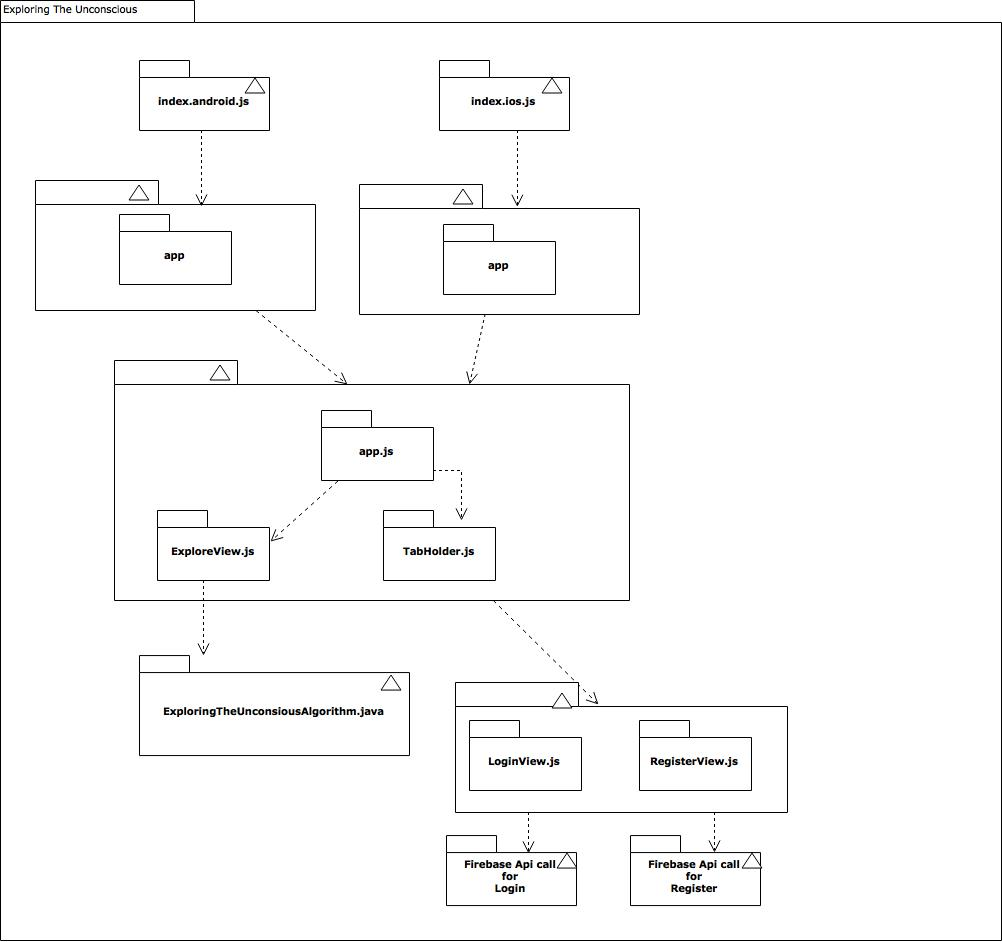 Exploring The Unconscious
index.android.js
index.ios.js
app
app
app.js
ExploreView.js
TabHolder.js
ExploringTheUnconsiousAlgorithm.java
LoginView.js
RegisterView.js
Firebase Api call
for
Login
Firebase Api call
for
Register